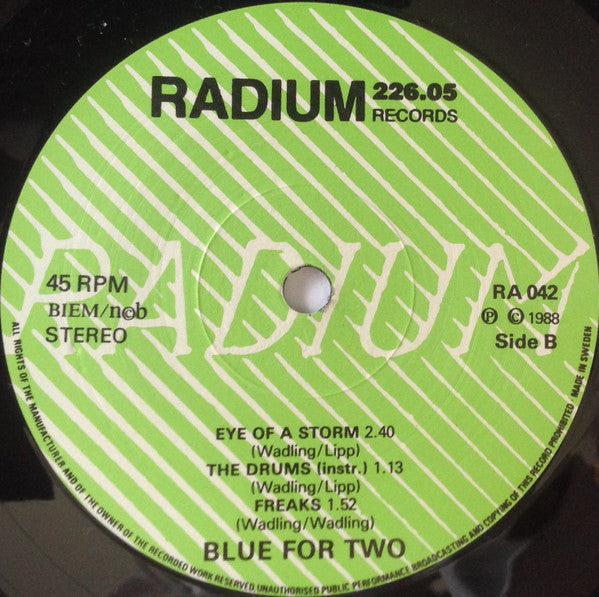 RADIUM 226.05
RECORDS
RADIUM
45 RPM
BIEM/ncb
STEREO
RA 042
Ⓟ © 1988
Side B
EYE OF A STORM 2.40
(Wadling/Lipp)
THE DRUMS (instr.) 1.13
(Wadling/Lipp)
FREAKS 1.52
(Wadling/Wadling)
BLUE FOR TWO
ALL RIGHTS OF THE MANUFACTURER AND OF THE OWNER OF THE RECORDED WORK RESERVED. UNAUTHORISED PUBLIC PERFORMANCE BROADCASTING AND COPYING OF THIS RECORD PROHIBITED MADE IN SWEDEN